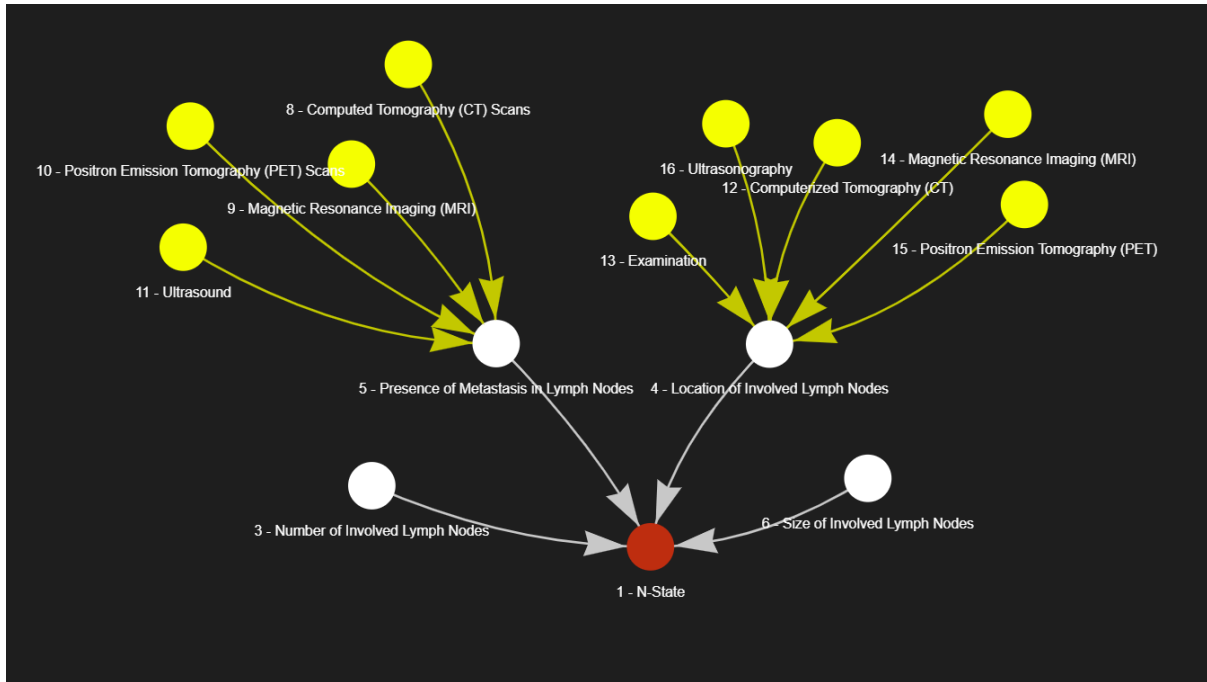 8 - Computed Tomography (CT) Scans
10 - Positron Emission Tomography (PET) Scans
16 - Ultrasonography
14 - Magnetic Resonance Imaging (MRI)
12 - Computerized Tomography (CT)
9 - Magnetic Resonance Imaging (MRI)
15 - Positron Emission Tomography (PET)
13 - Examination
11 - Ultrasound
5 - Presence of Metastasis in Lymph Nodes
4 - Location of Involved Lymph Nodes
3 - Number of Involved Lymph Nodes
6 - Size of Involved Lymph Nodes
1 - N-State